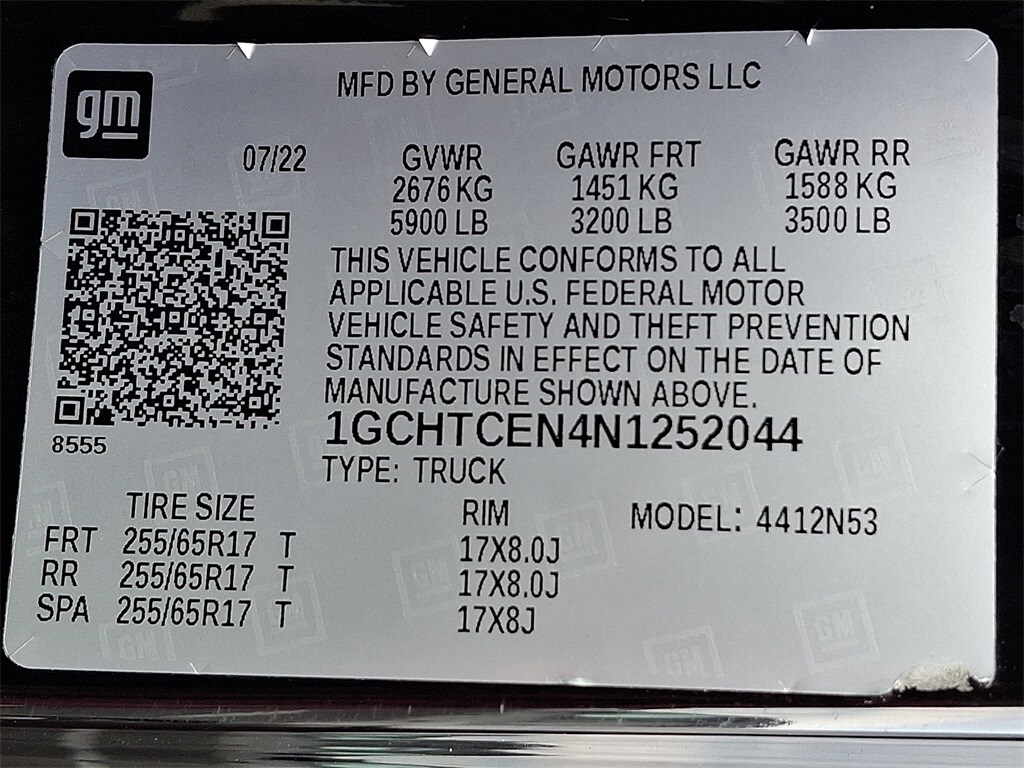 gm
MFD BY GENERAL MOTORS LLC
07/22 GVWR GAWR FRT GAWR RR
2676 KG 1451 KG 1588 KG
5900 LB 3200 LB 3500 LB
THIS VEHICLE CONFORMS TO ALL
APPLICABLE U.S. FEDERAL MOTOR
VEHICLE SAFETY AND THEFT PREVENTION
STANDARDS IN EFFECT ON THE DATE OF
MANUFACTURE SHOWN ABOVE.
1GCHTCEN4N1252044
8555
TYPE: TRUCK
TIRE SIZE RIM MODEL: 4412N53
FRT 255/65R17 T 17X8.0J
RR 255/65R17 T 17X8.0J
SPA 255/65R17 T 17X8J